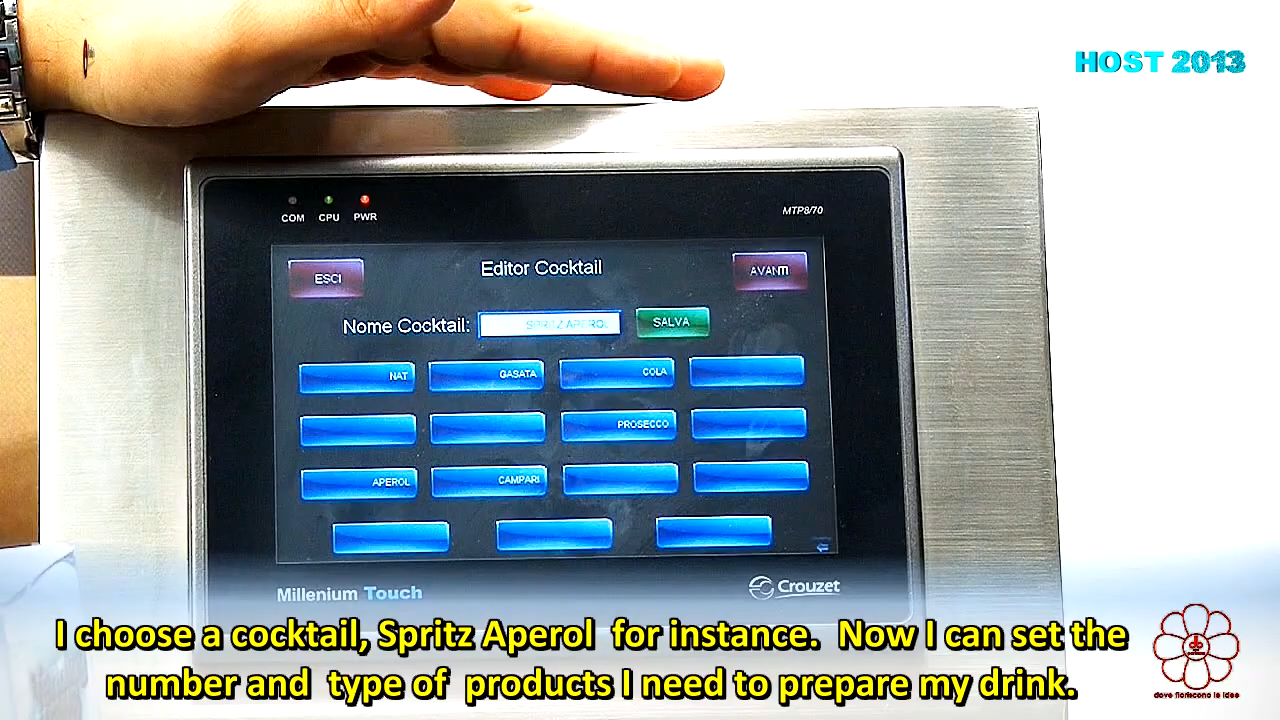 HOST 2013
COM CPU PWR
MTP8/70
ESCI
Editor Cocktail
AVANTI
Nome Cocktail: SPRITZ APEROL SALVA
NAT GASATA COLA
PROSECCO
APEROL CAMPARI
Millenium Touch
Crouzet
I choose a cocktail, Spritz Aperol for instance. Now I can set the
number and type of products I need to prepare my drink.
dove fioriscono le idee